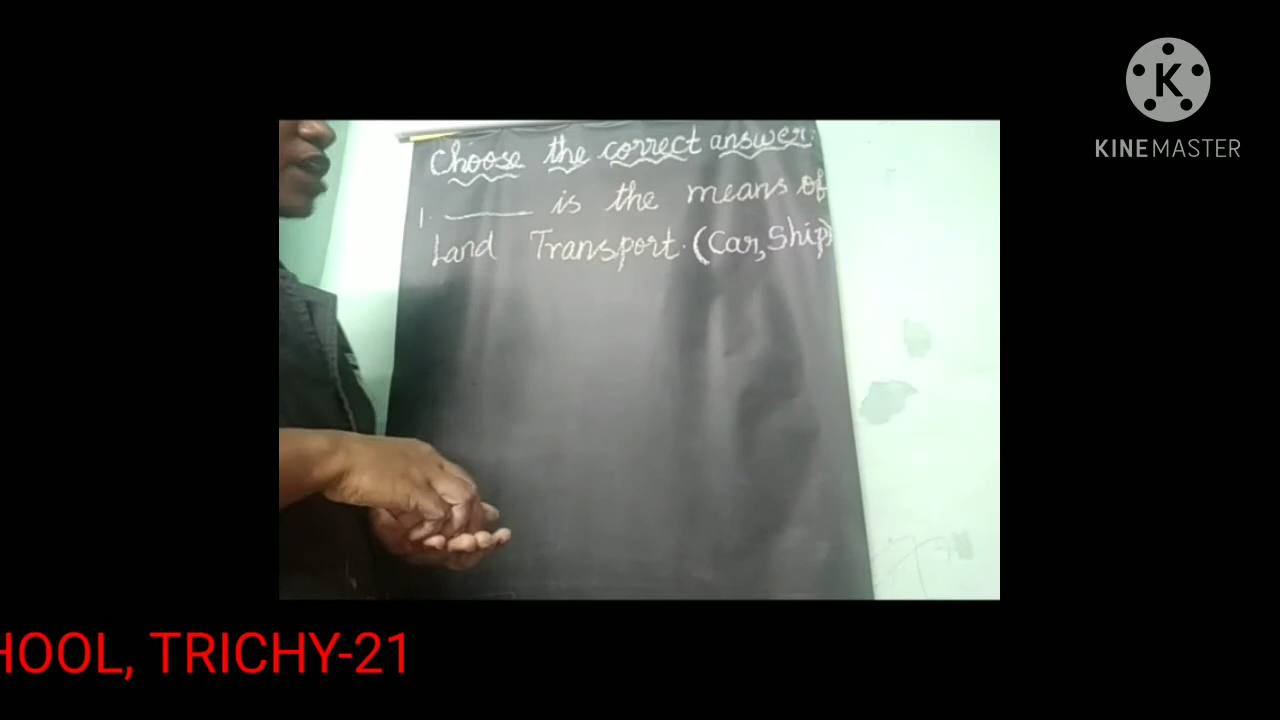 KINEMASTER
Choose the correct answer:
1. ______ is the means of
Land Transport. (Car, Ship)
HOOL, TRICHY-21